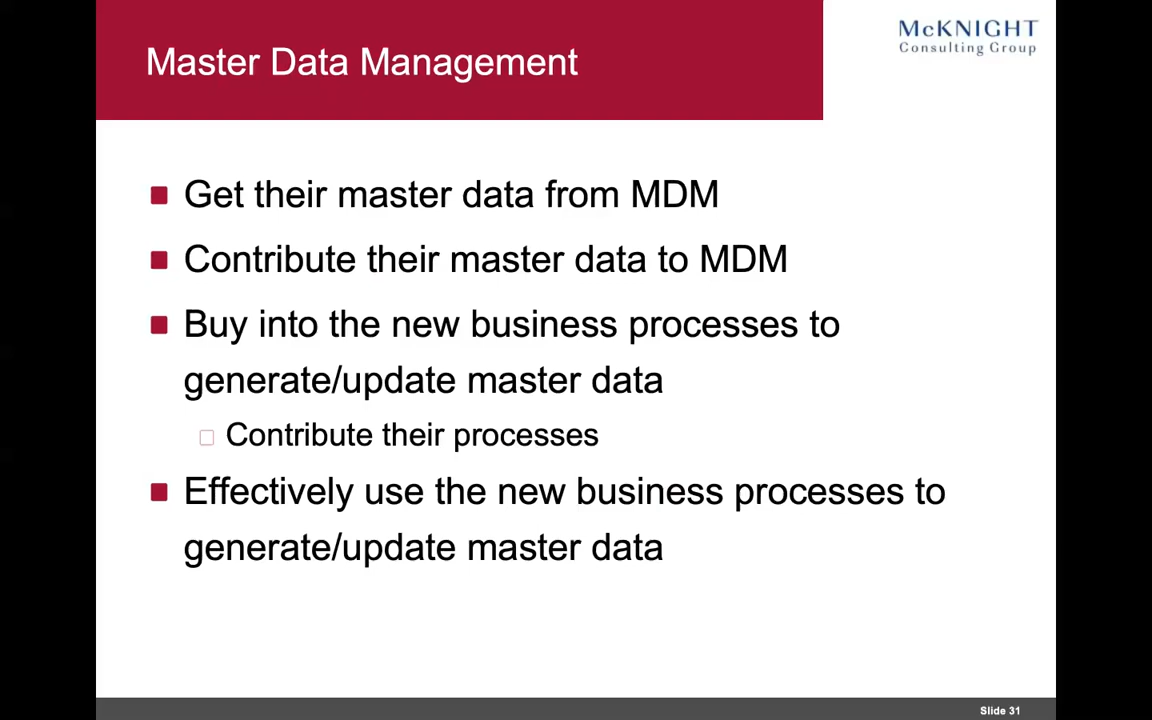 Master Data Management
McKNIGHT
Consulting Group
Get their master data from MDM
Contribute their master data to MDM
Buy into the new business processes to
generate/update master data
Contribute their processes
Effectively use the new business processes to
generate/update master data
Slide 31